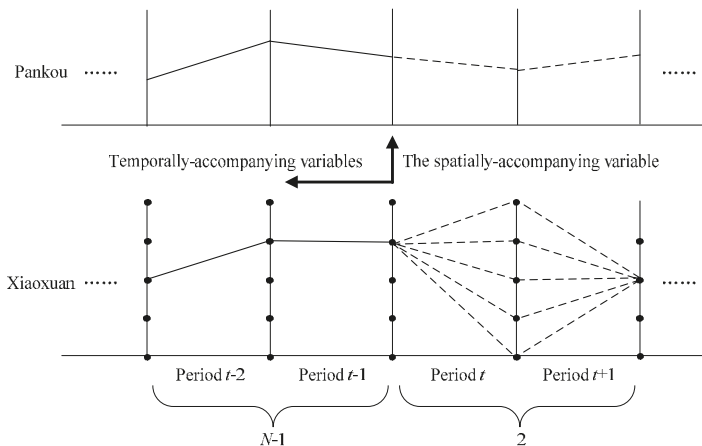 Pankou ...... ......
Temporally-accompanying variables The spatially-accompanying variable
Xiaoxuan ...... ......
Period t-2 Period t-1 Period t Period t+1
N-1 2